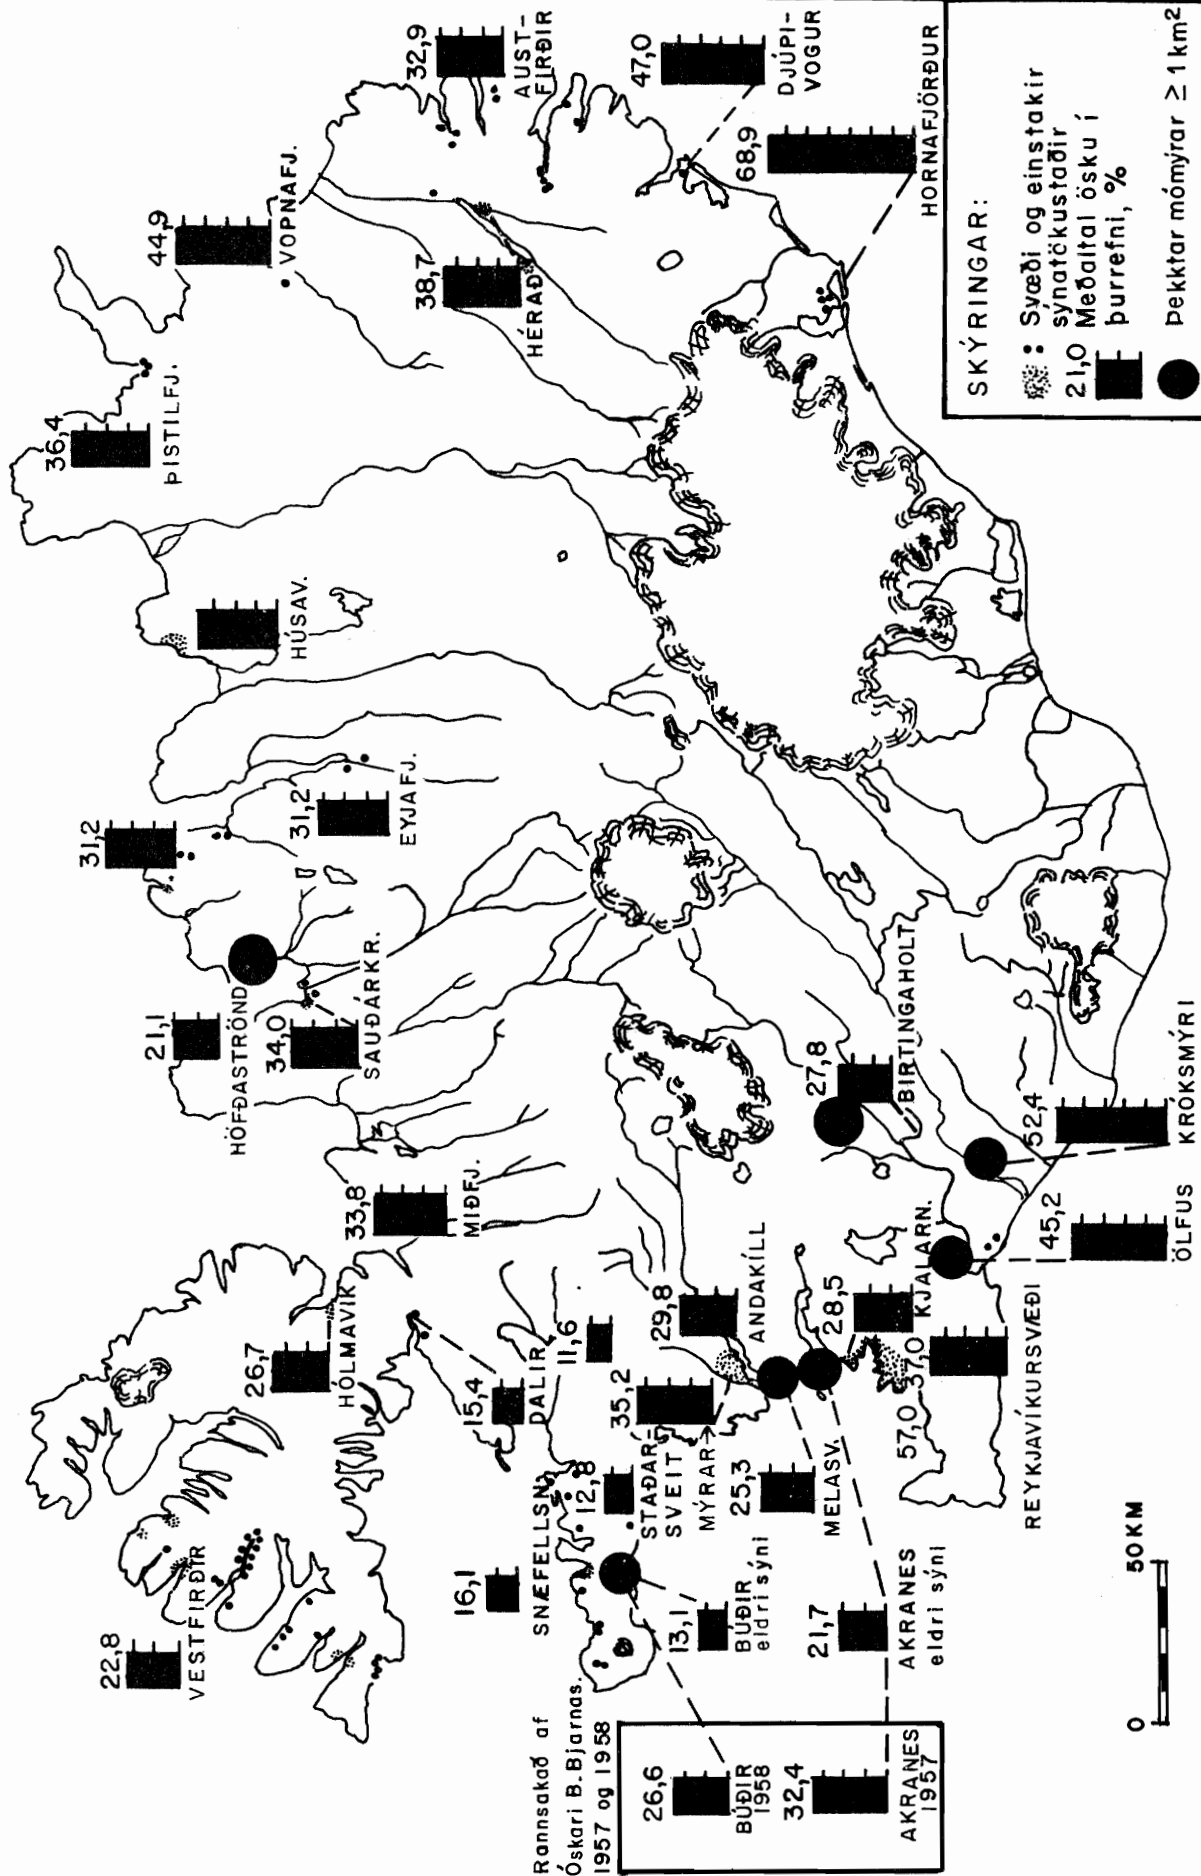 Rannsakað af
Óskari B. Bjarnas.
1957 og 1958
26,6
BÚÐIR
1958
32,4
AKRANES
1957
22,8
VESTFIRÐIR
16,1
SNÆFELLSN.
13,1
BÚÐIR
eldri sýni
21,7
AKRANES
eldri sýni
12,8
STAÐAR-
SVEIT
35,2
MÝRAR
25,3
MELASV.
26,7
HÓLMAVÍK
15,4
DALIR
11,6
29,8
ANDAKÍLL
28,5
KJALARN.
57,0
37,0
REYKJAVÍKURSVÆÐI
33,8
MIÐFJ.
21,1
HÖFÐASTRÖND
34,0
SAUÐÁRKR.
27,8
BIRTINGAHOLT
45,2
ÖLFUS
52,4
KRÓKSMÝRI
31,2
31,2
EYJAFJ.
HÚSAV.
36,4
ÞISTILFJ.
44,9
VOPNAFJ.
38,7
HÉRAÐ
32,9
AUST-
FIRÐIR
47,0
DJÚPI-
VOGUR
68,9
HORNAFJÖRÐUR
SKÝRINGAR:
Svæði og einstakir
sýnatökustaðir
21,0 Meðaltal ösku í
þurrefni, %
Þekktar mómýrar ≥ 1 km²
0 50 KM